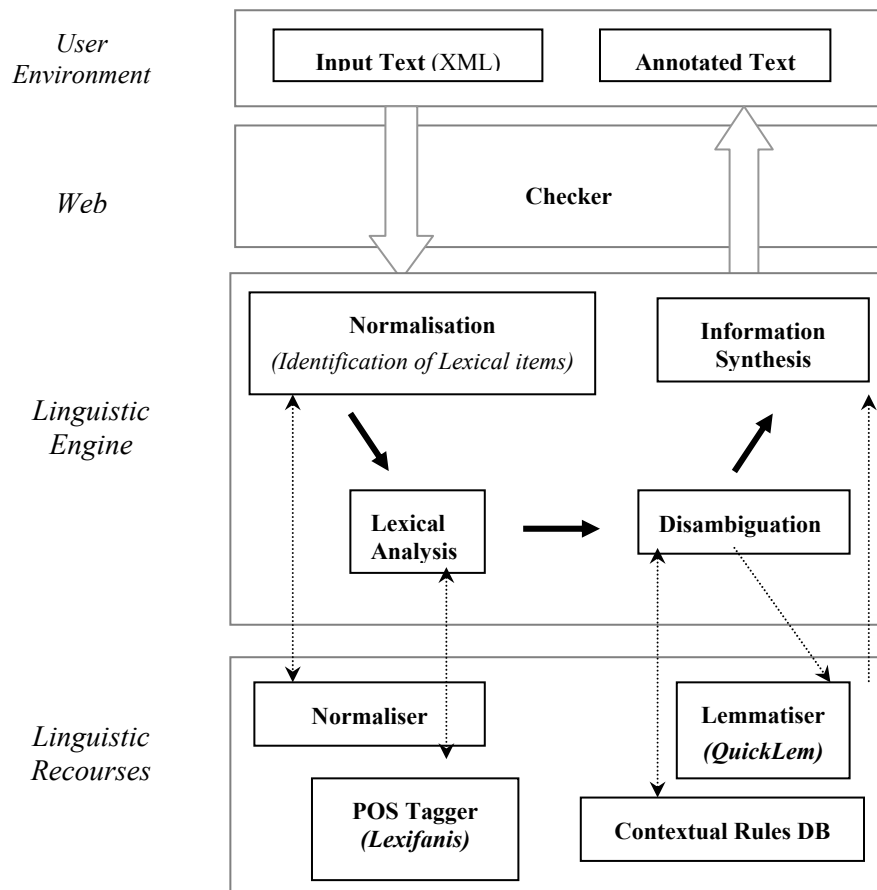 User
Environment
Input Text (XML)
Annotated Text
Web
Checker
Linguistic
Engine
Normalisation
(Identification of Lexical items)
Information
Synthesis
Lexical
Analysis
Disambiguation
Linguistic
Recourses
Normaliser
Lemmatiser
(QuickLem)
POS Tagger
(Lexifanis)
Contextual Rules DB